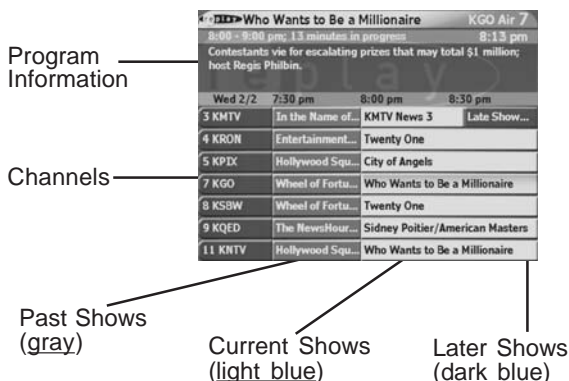 Who Wants to Be a Millionaire KGO Air 7
8:00 - 9:00 pm; 13 minutes in progress 8:13 pm
Contestants vie for escalating prizes that may total $1 million;
host Regis Philbin.
replay
Program
Information
Wed 2/2 7:30 pm 8:00 pm 8:30 pm
3 KMTV In the Name of... KMTV News 3 Late Show...
4 KRON Entertainment... Twenty One
5 KPIX Hollywood Squ... City of Angels
Channels
7 KGO Wheel of Fortu... Who Wants to Be a Millionaire
8 KSBW Wheel of Fortu... Twenty One
9 KQED The NewsHour... Sidney Poitier/American Masters
11 KNTV Hollywood Squ... Who Wants to Be a Millionaire
Past Shows
(gray)
Current Shows
(light blue)
Later Shows
(dark blue)